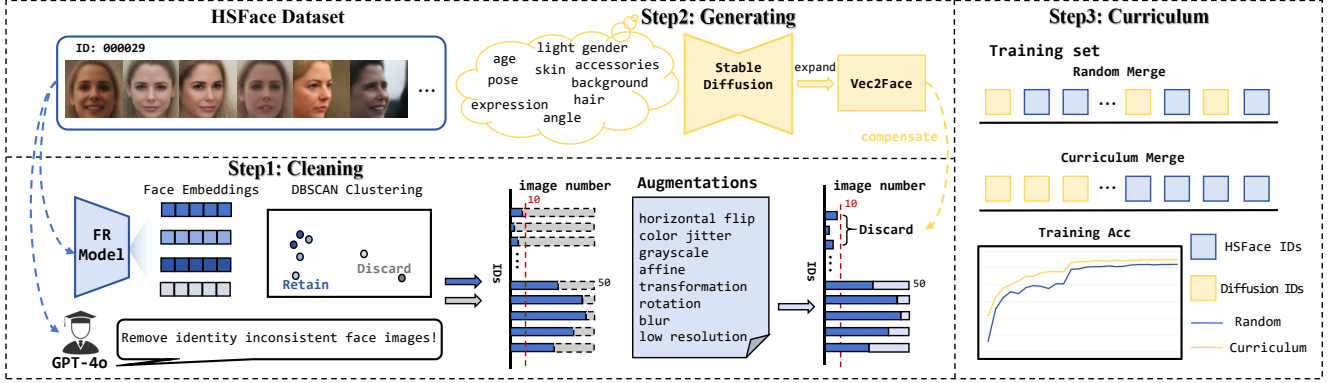 HSFace Dataset
ID: 000029
...
Step2: Generating
light gender
age
skin
accessories
pose
background
hair
expression
angle
Stable
Diffusion
expand
Vec2Face
compensate
Step1: Cleaning
Face Embeddings
DBSCAN Clustering
FR
Model
Retain
Discard
GPT-4o
Remove identity inconsistent face images!
image number
10
IDs
50
Augmentations
horizontal flip
color jitter
grayscale
affine
transformation
rotation
blur
low resolution
image number
10
Discard
IDs
50
Step3: Curriculum
Training set
Random Merge
...
Curriculum Merge
...
Training Acc
HSFace IDs
Diffusion IDs
Random
Curriculum